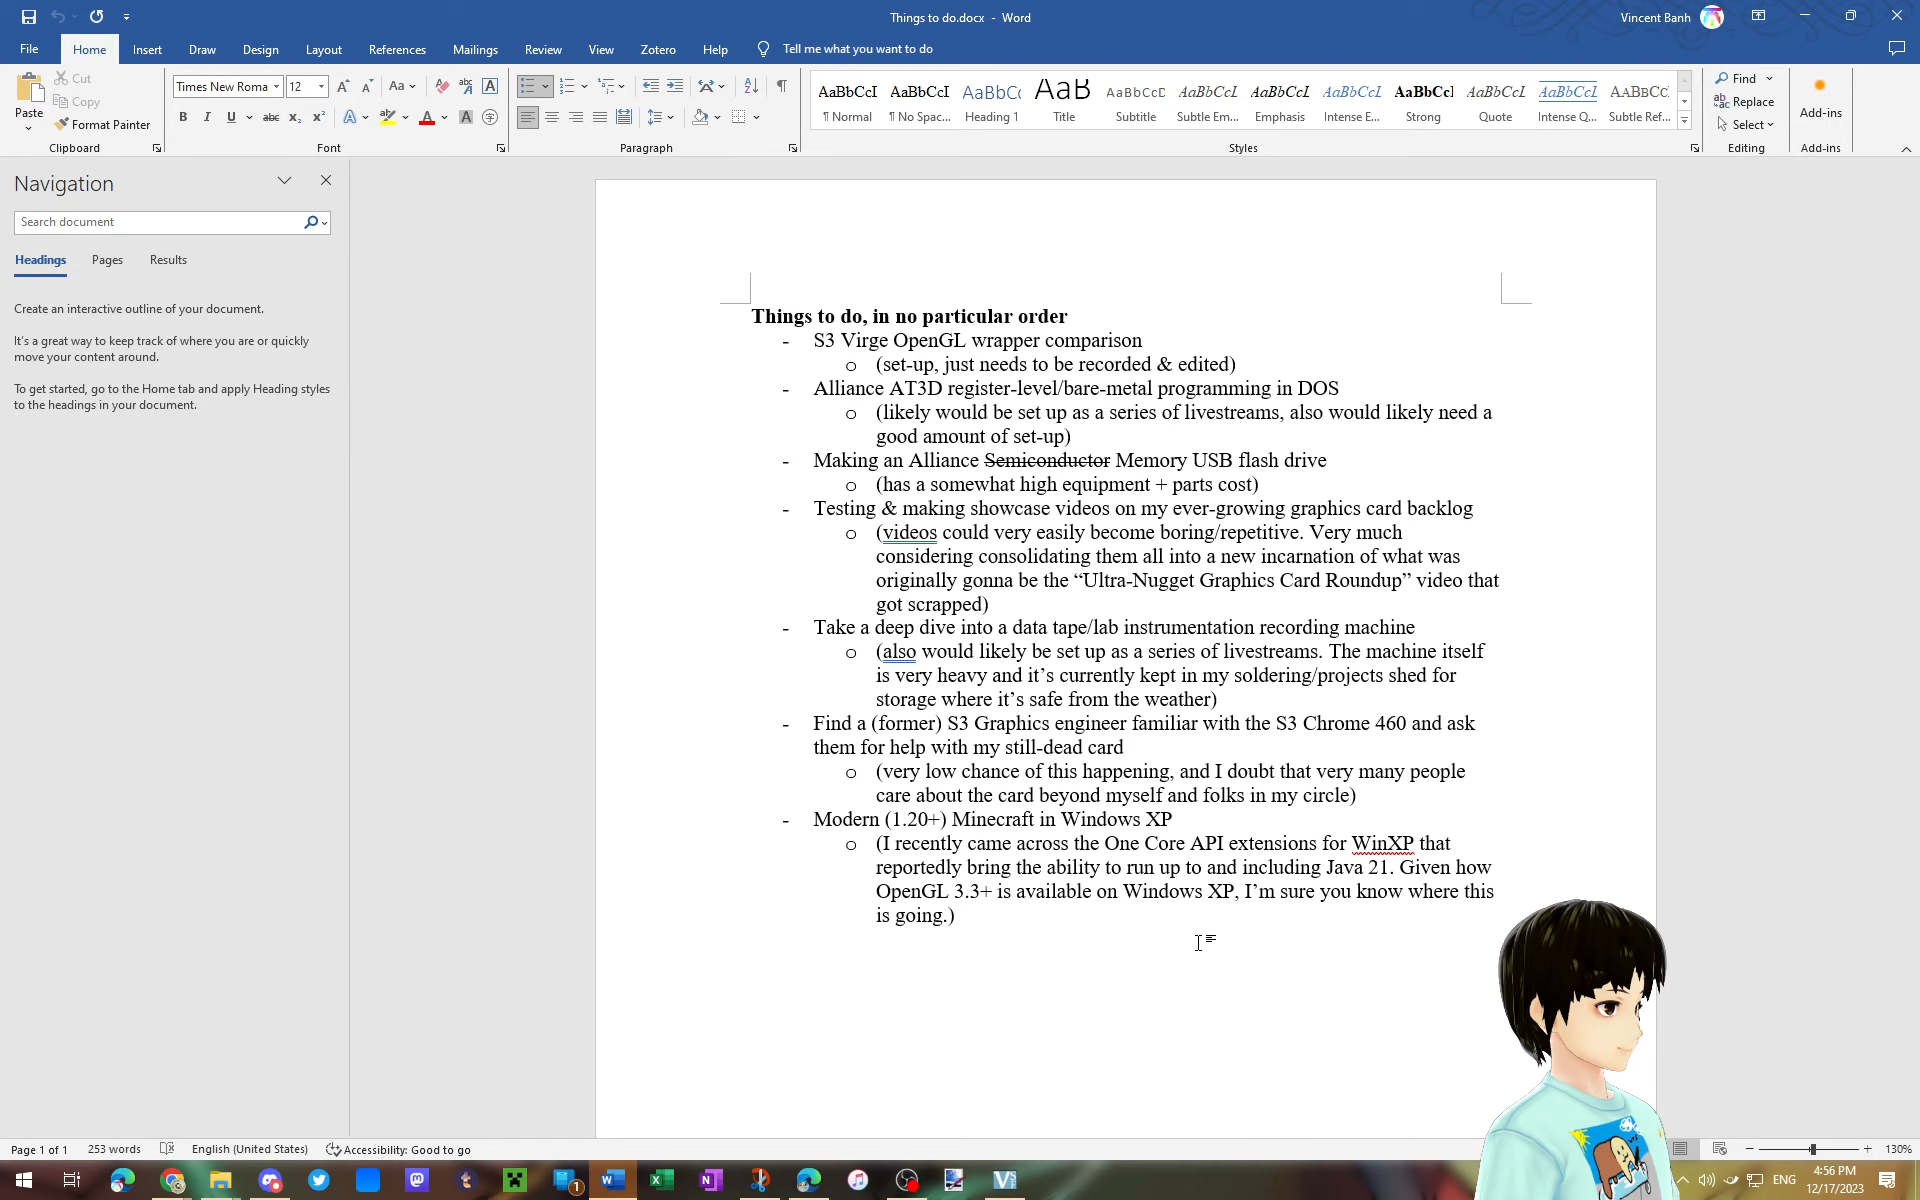 Things to do.docx - Word
Vincent Banh
File Home Insert Draw Design Layout References Mailings Review View Zotero Help Tell me what you want to do
Paste
Cut
Copy
Format Painter
Clipboard
Times New Roma 12
Font
Paragraph
AaBbCcI AaBbCcI AaBbCc AaB AaBbCcD AaBbCcL AaBbCcL AaBbCcL AaBbCcI AaBbCcL AaBbCcL AABBCC
¶ Normal ¶ No Spac... Heading 1 Title Subtitle Subtle Em... Emphasis Intense E... Strong Quote Intense Q... Subtle Ref...
Styles
Find
Replace
Select
Editing
Add-ins
Add-ins
Navigation
Search document
Headings Pages Results
Create an interactive outline of your document.
It's a great way to keep track of where you are or quickly
move your content around.
To get started, go to the Home tab and apply Heading styles
to the headings in your document.
Things to do, in no particular order
- S3 Virge OpenGL wrapper comparison
o (set-up, just needs to be recorded & edited)
- Alliance AT3D register-level/bare-metal programming in DOS
o (likely would be set up as a series of livestreams, also would likely need a
good amount of set-up)
- Making an Alliance Semiconductor Memory USB flash drive
o (has a somewhat high equipment + parts cost)
- Testing & making showcase videos on my ever-growing graphics card backlog
o (videos could very easily become boring/repetitive. Very much
considering consolidating them all into a new incarnation of what was
originally gonna be the “Ultra-Nugget Graphics Card Roundup” video that
got scrapped)
- Take a deep dive into a data tape/lab instrumentation recording machine
o (also would likely be set up as a series of livestreams. The machine itself
is very heavy and it’s currently kept in my soldering/projects shed for
storage where it’s safe from the weather)
- Find a (former) S3 Graphics engineer familiar with the S3 Chrome 460 and ask
them for help with my still-dead card
o (very low chance of this happening, and I doubt that very many people
care about the card beyond myself and folks in my circle)
- Modern (1.20+) Minecraft in Windows XP
o (I recently came across the One Core API extensions for WinXP that
reportedly bring the ability to run up to and including Java 21. Given how
OpenGL 3.3+ is available on Windows XP, I’m sure you know where this
is going.)
Page 1 of 1 253 words English (United States) Accessibility: Good to go 130%
ENG
4:56 PM
12/17/2023